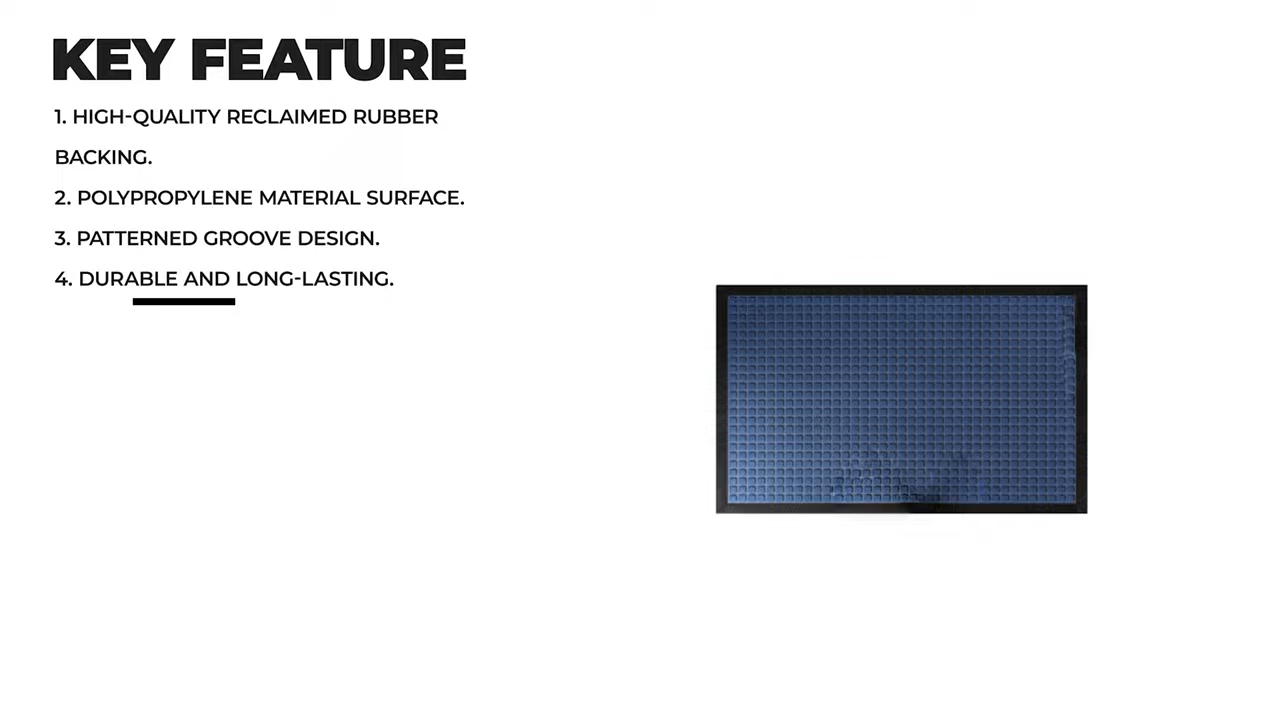 KEY FEATURE
1. HIGH-QUALITY RECLAIMED RUBBER
BACKING.
2. POLYPROPYLENE MATERIAL SURFACE.
3. PATTERNED GROOVE DESIGN.
4. DURABLE AND LONG-LASTING.